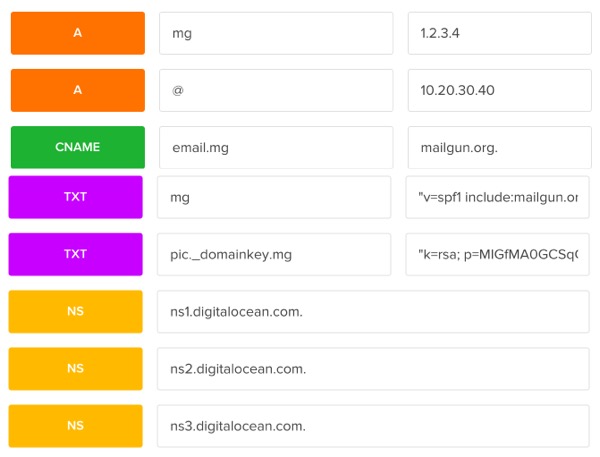 A mg 1.2.3.4
A @ 10.20.30.40
CNAME email.mg mailgun.org.
TXT mg "v=spf1 include:mailgun.or
TXT pic._domainkey.mg "k=rsa; p=MIGfMA0GCSqG
NS ns1.digitalocean.com.
NS ns2.digitalocean.com.
NS ns3.digitalocean.com.